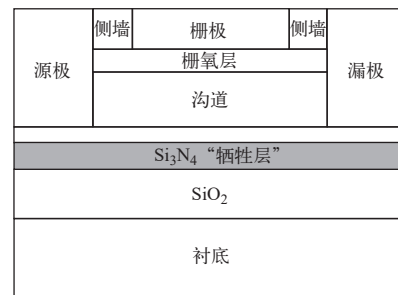 侧墙 栅极 侧墙
源极 栅氧层 漏极
沟道
Si₃N₄ “牺牲层”
SiO₂
衬底